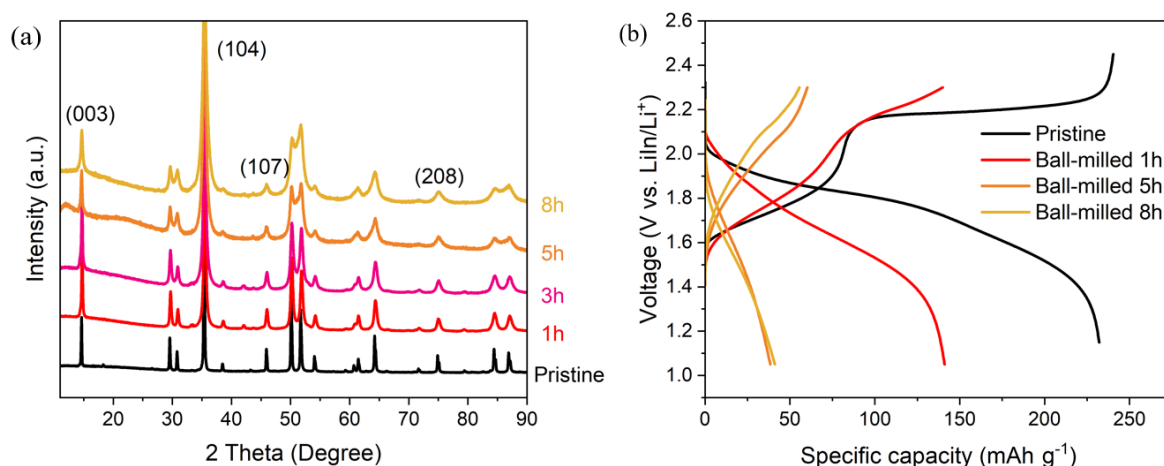 (a)
(003)
(104)
(107)
(208)
8h
5h
3h
1h
Pristine
Intensity (a.u.)
20 30 40 50 60 70 80 90
2 Theta (Degree)
(b)
2.6
2.4
2.2
2.0
1.8
1.6
1.4
1.2
1.0
Voltage (V vs. LiIn/Li⁺)
Pristine
Ball-milled 1h
Ball-milled 5h
Ball-milled 8h
0 50 100 150 200 250
Specific capacity (mAh g⁻¹)